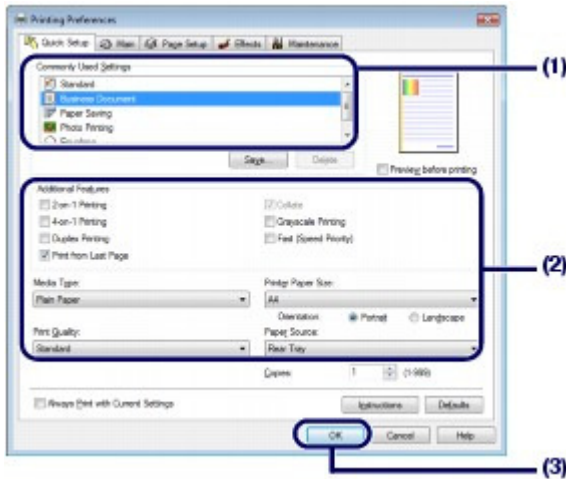 Printing Preferences
Quick Setup Main Page Setup Effects Maintenance
Commonly Used Settings
(1)
Standard
Business Document
Paper Saving
Photo Printing
Envelope
Save... Delete
Preview before printing
Additional Features
2-on-1 Printing Collate
4-on-1 Printing Grayscale Printing
Duplex Printing Fast (Speed Priority)
Print from Last Page
(2)
Media Type: Printer Paper Size:
Plain Paper A4
Orientation: Portrait Landscape
Print Quality: Paper Source:
Standard Rear Tray
Copies: 1 (1-999)
Always Print with Current Settings Instructions Defaults
OK Cancel Help
(3)